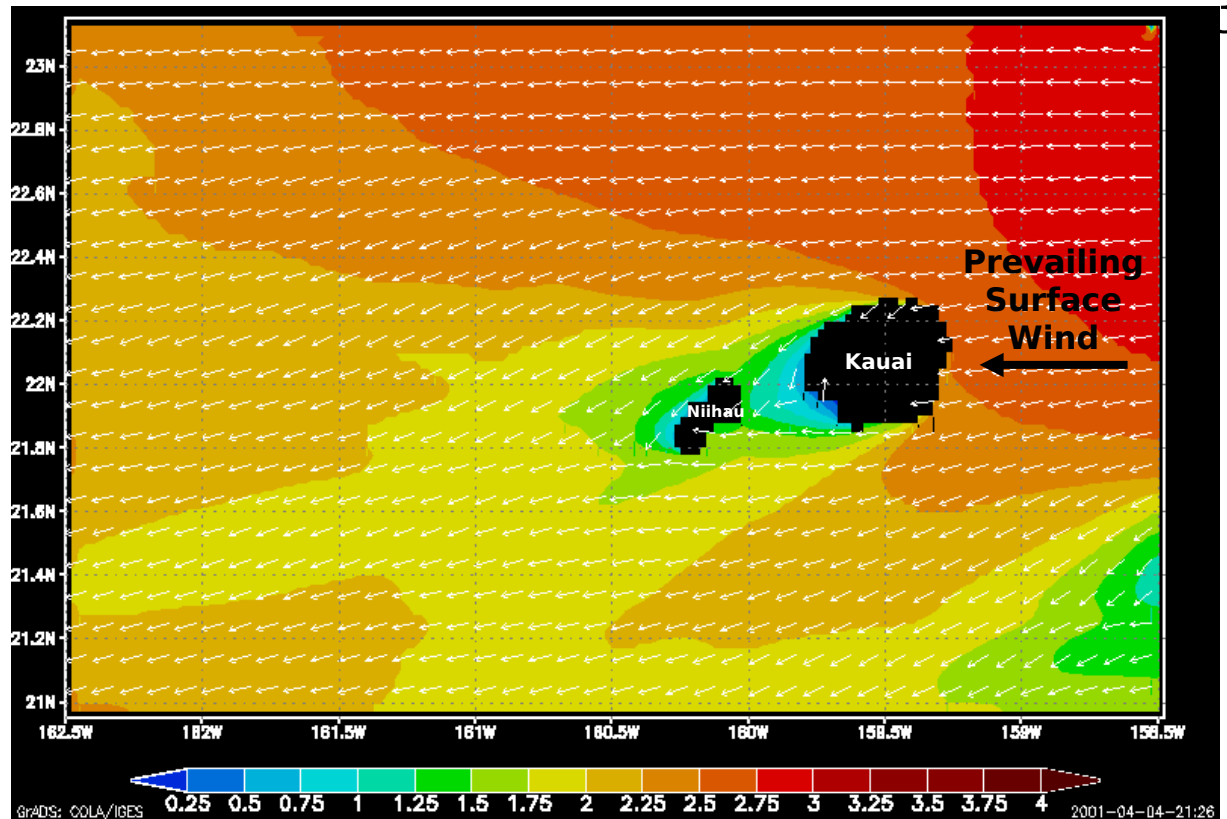 23N
22.8N
22.6N
22.4N
22.2N
22N
21.8N
21.6N
21.4N
21.2N
21N
Prevailing
Surface
Wind
Kauai
Niihau
162.5W 182W 161.5W 161W 160.5W 160W 158.5W 159W 156.5W
0.25 0.5 0.75 1 1.25 1.5 1.75 2 2.25 2.5 2.75 3 3.25 3.5 3.75 4
GrADS: COLA/IGES 2001-04-04-21:26